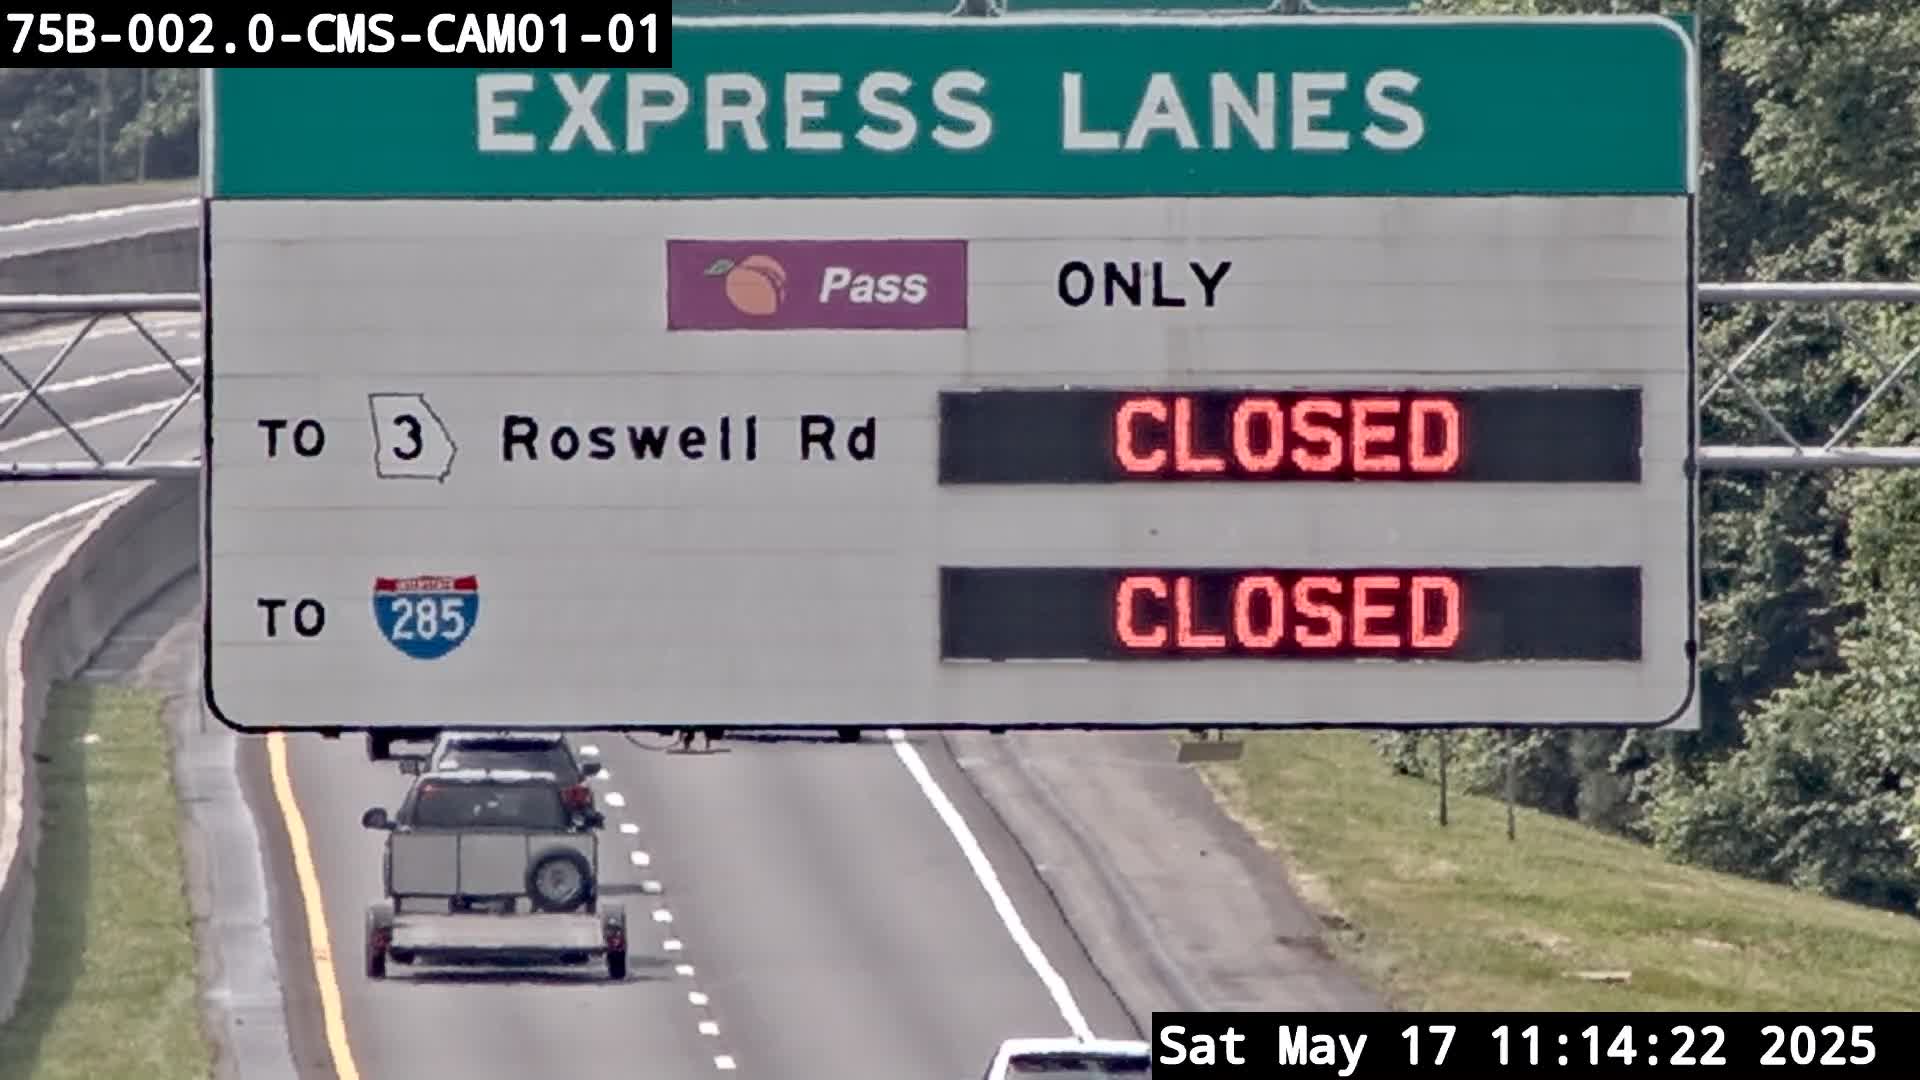 75B-002.0-CMS-CAM01-01
EXPRESS LANES
Pass ONLY
TO 3 Roswell Rd CLOSED
TO INTERSTATE 285 CLOSED
Sat May 17 11:14:22 2025